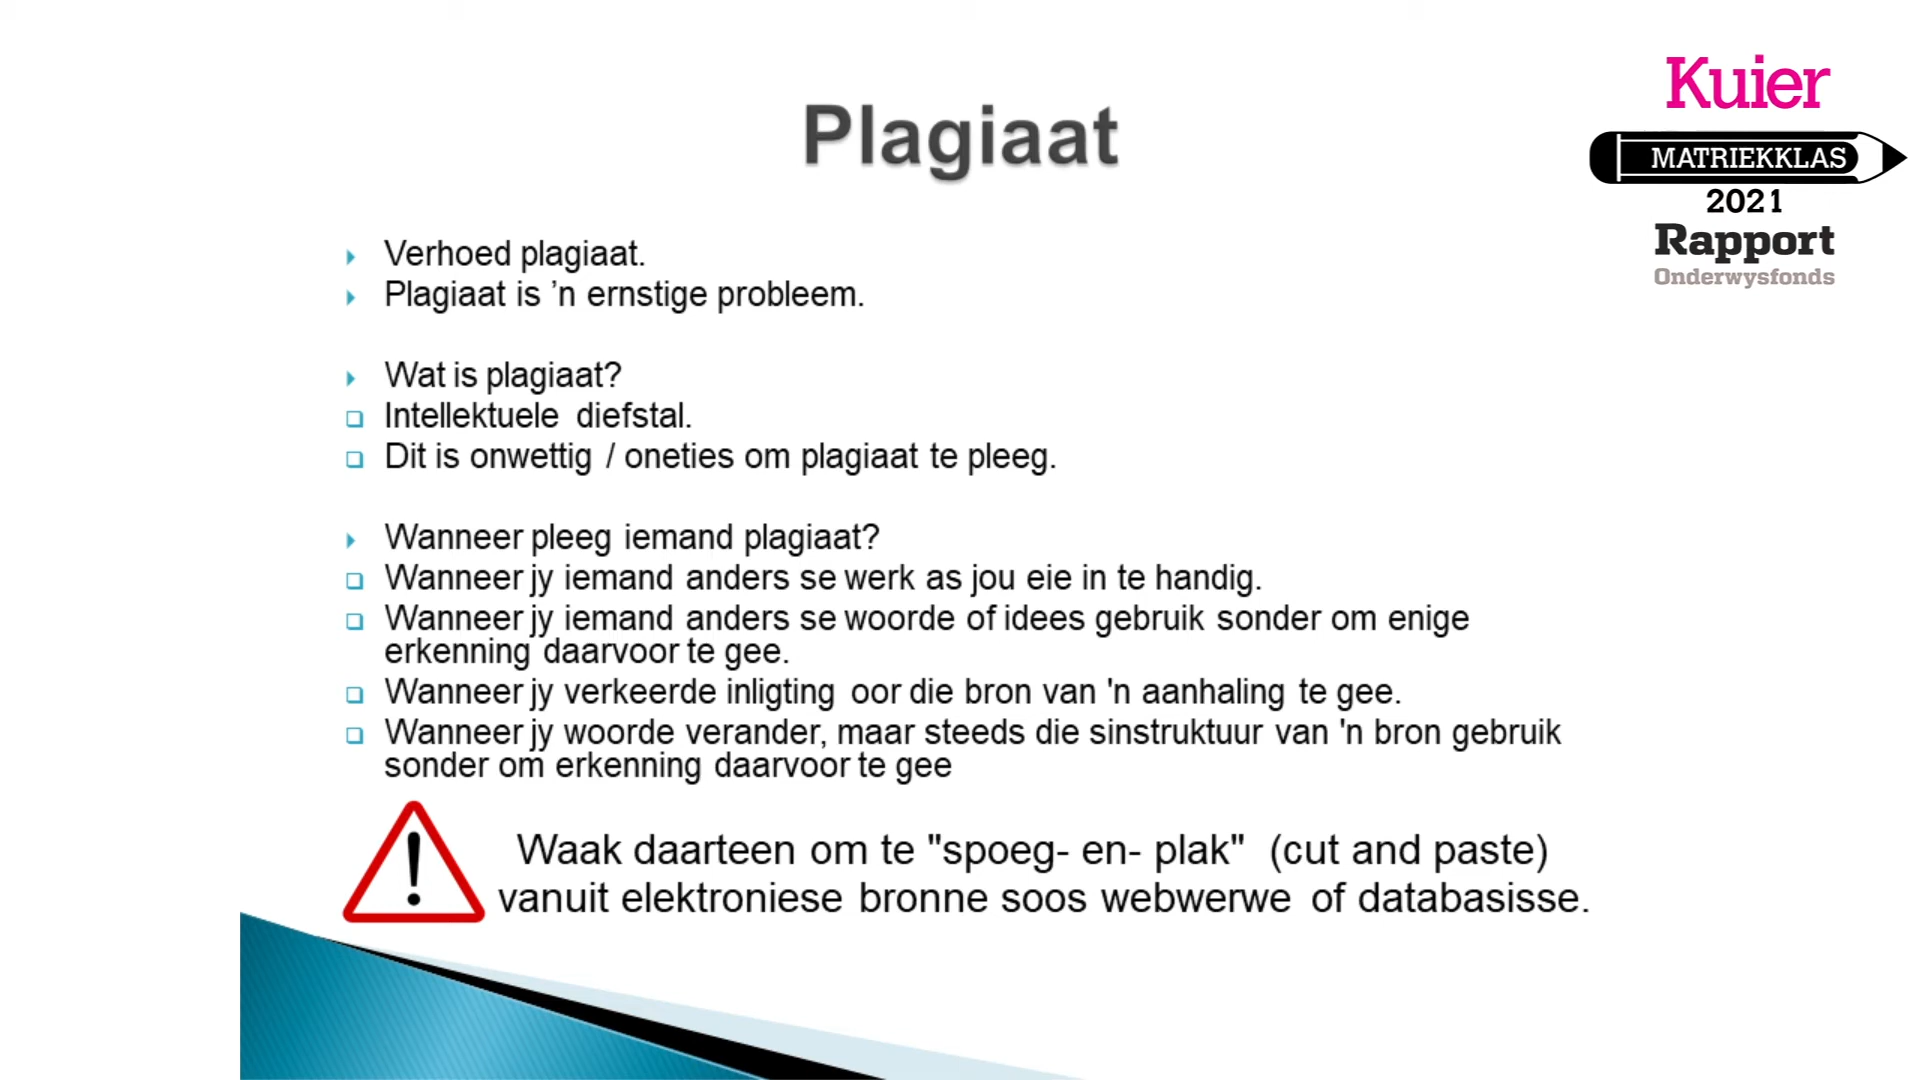 Plagiaat
Kuier
MATRIEKKLAS
2021
Rapport
Onderwysfonds
Verhoed plagiaat.
Plagiaat is ’n ernstige probleem.
Wat is plagiaat?
Intellektuele diefstal.
Dit is onwettig / oneties om plagiaat te pleeg.
Wanneer pleeg iemand plagiaat?
Wanneer jy iemand anders se werk as jou eie in te handig.
Wanneer jy iemand anders se woorde of idees gebruik sonder om enige
erkenning daarvoor te gee.
Wanneer jy verkeerde inligting oor die bron van 'n aanhaling te gee.
Wanneer jy woorde verander, maar steeds die sinstruktuur van 'n bron gebruik
sonder om erkenning daarvoor te gee
Waak daarteen om te "spoeg- en- plak" (cut and paste)
vanuit elektroniese bronne soos webwerwe of databasisse.